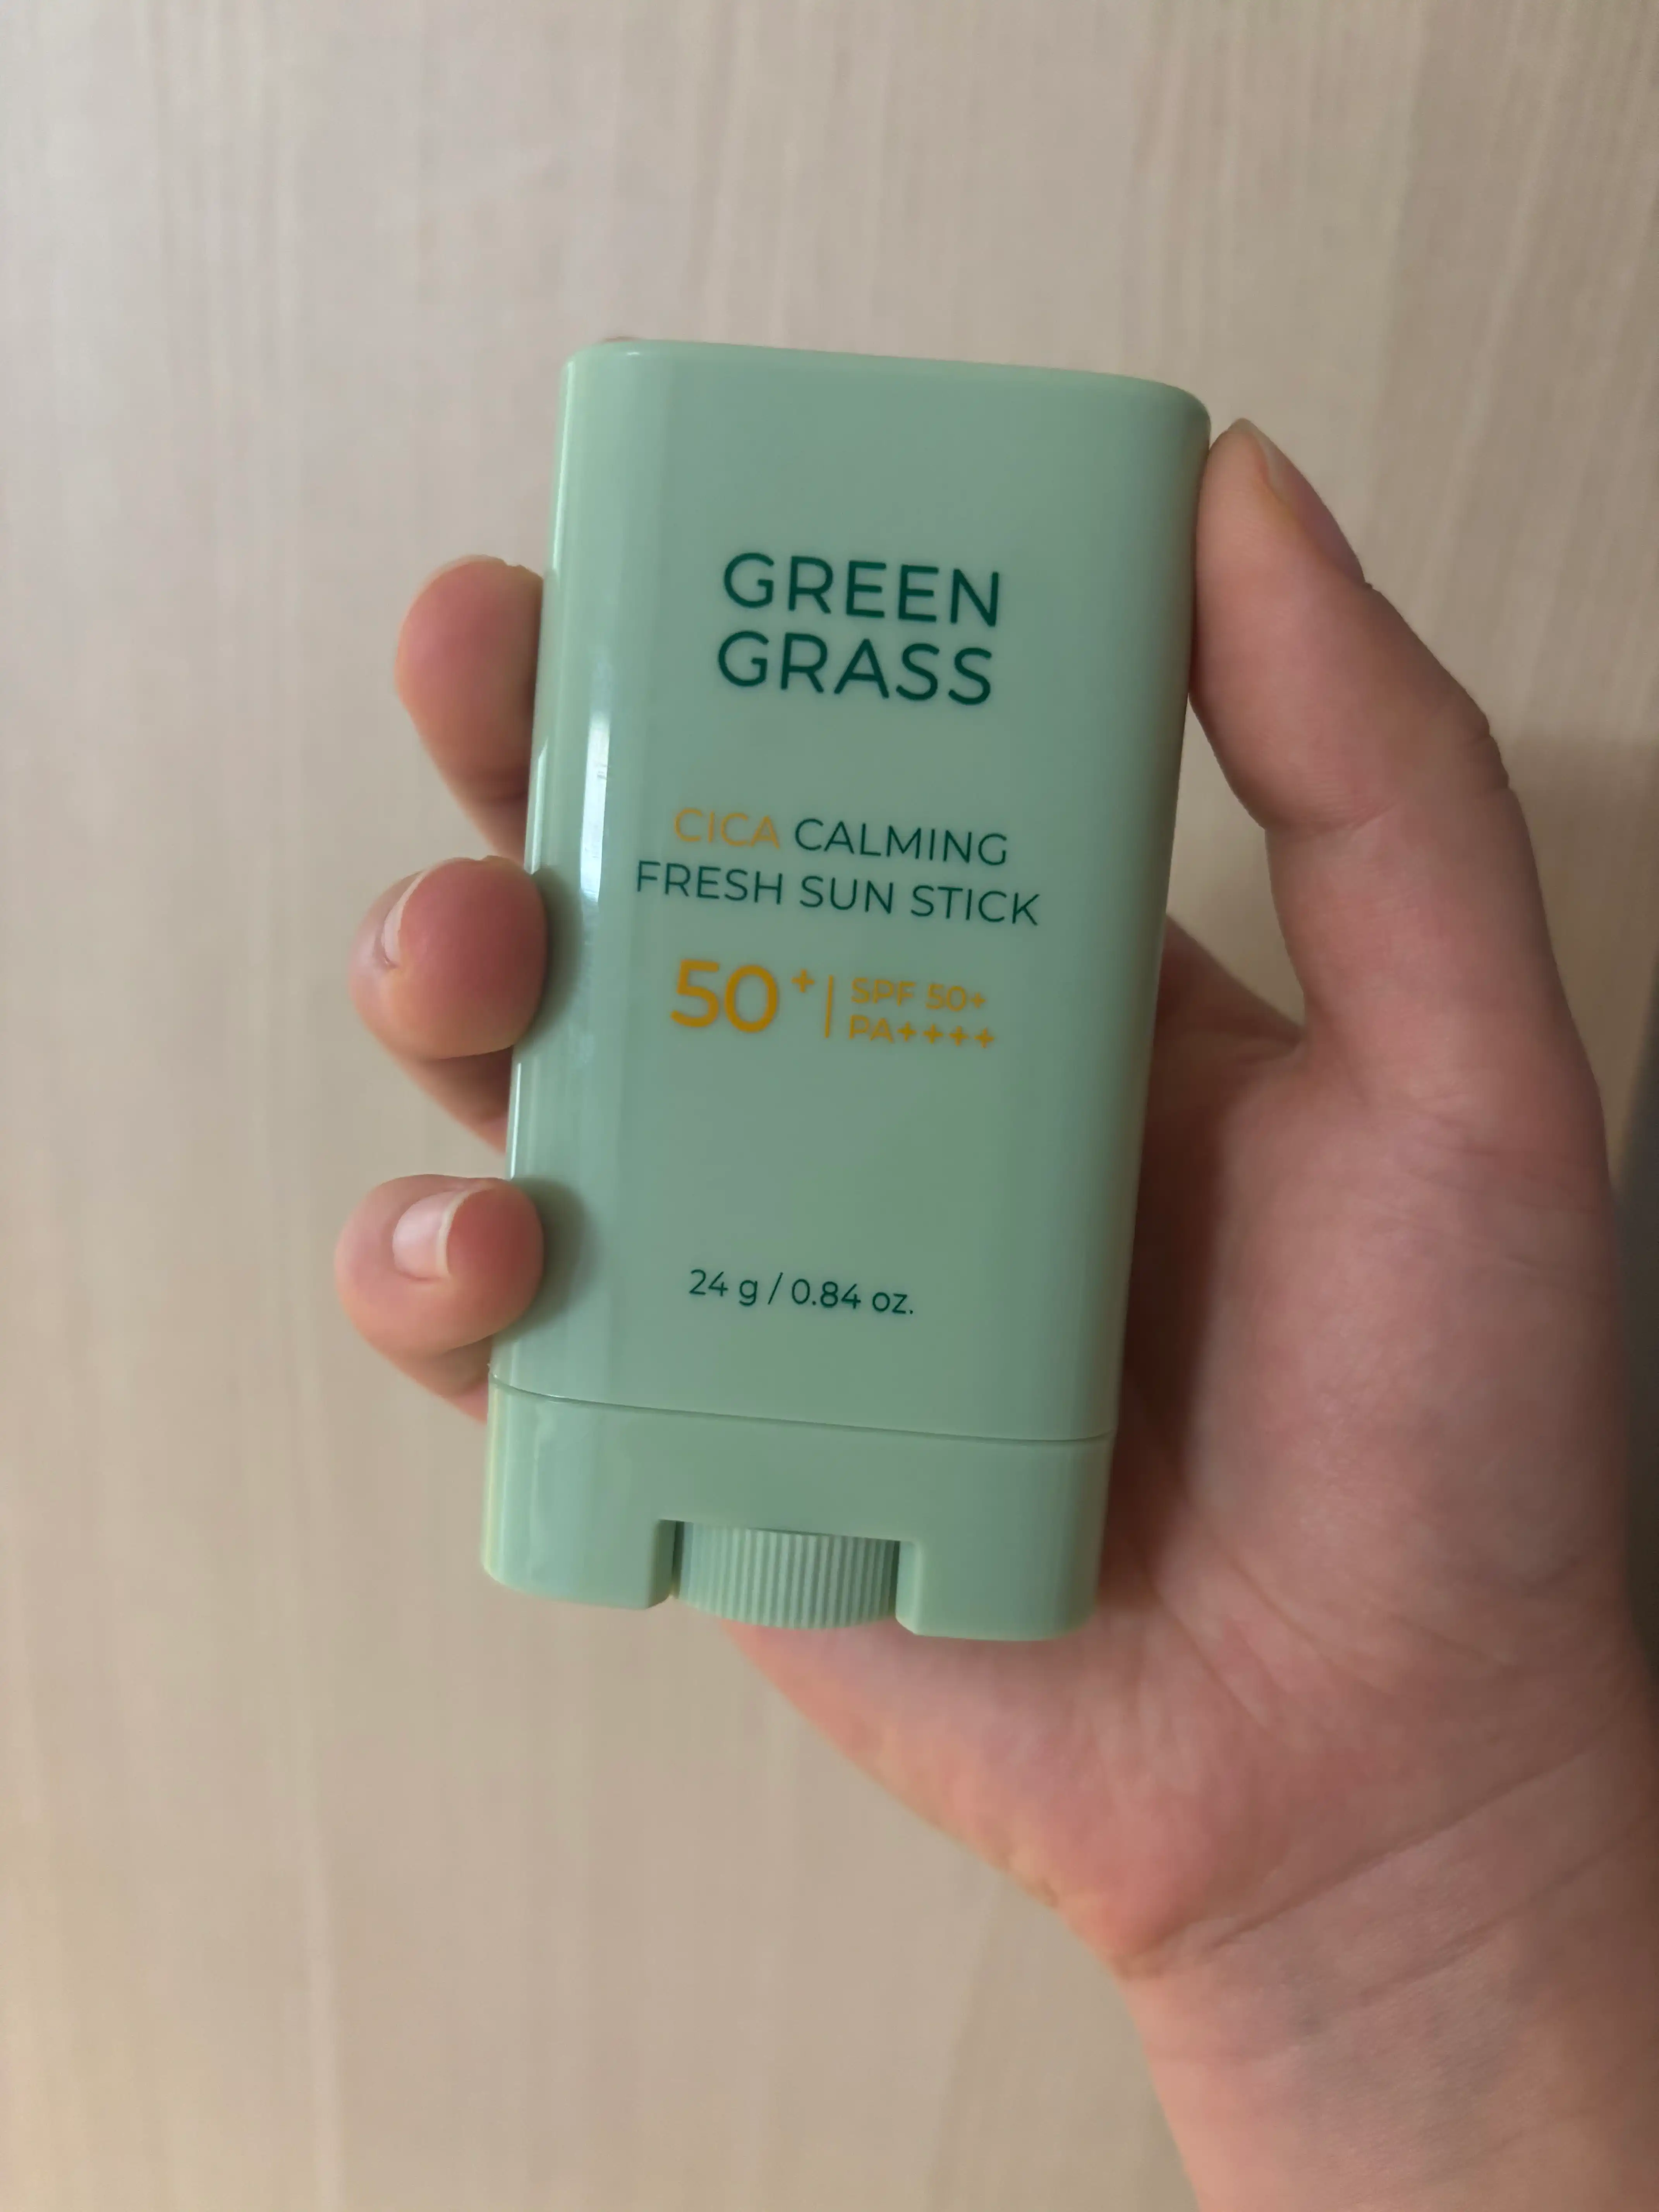 GREEN
GRASS
CICA CALMING
FRESH SUN STICK
50+ | SPF 50+
PA++++
24 g / 0.84 oz.